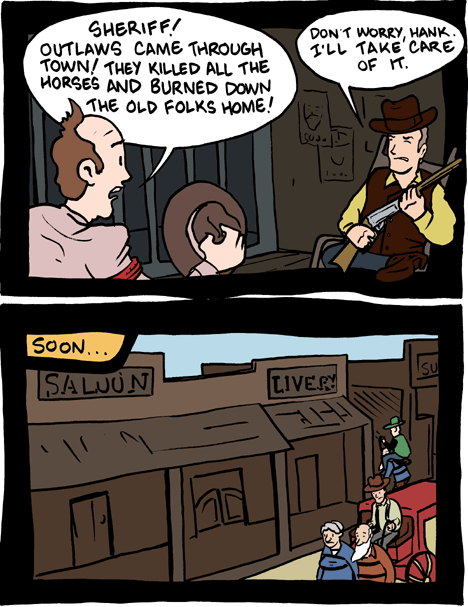 SHERIFF!
OUTLAWS CAME THROUGH
TOWN! THEY KILLED ALL THE
HORSES AND BURNED DOWN
THE OLD FOLKS HOME!
DON'T WORRY, HANK.
I'LL TAKE CARE
OF IT.
SOON...
SALOON
LIVERY
SU